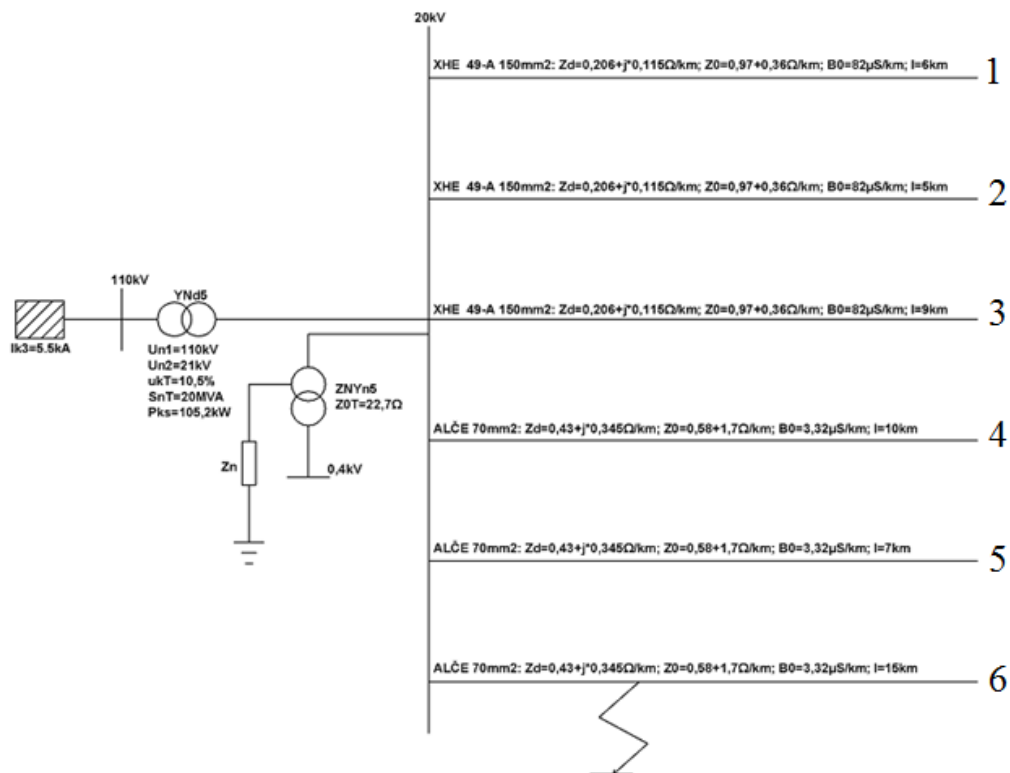 20kV
XHE 49-A 150mm2: Zd=0,206+j*0,115Ω/km; Z0=0,97+0,36Ω/km; B0=82µS/km; l=6km
1
XHE 49-A 150mm2: Zd=0,206+j*0,115Ω/km; Z0=0,97+0,36Ω/km; B0=82µS/km; l=5km
2
110kV
YNd5
XHE 49-A 150mm2: Zd=0,206+j*0,115Ω/km; Z0=0,97+0,36Ω/km; B0=82µS/km; l=9km
3
Ik3=5.5kA
Un1=110kV
Un2=21kV
ukT=10,5%
SnT=20MVA
Pks=105,2kW
ZNYn5
Z0T=22,7Ω
ALČE 70mm2: Zd=0,43+j*0,345Ω/km; Z0=0,58+1,7Ω/km; B0=3,32µS/km; l=10km
4
Zn
0,4kV
ALČE 70mm2: Zd=0,43+j*0,345Ω/km; Z0=0,58+1,7Ω/km; B0=3,32µS/km; l=7km
5
ALČE 70mm2: Zd=0,43+j*0,345Ω/km; Z0=0,58+1,7Ω/km; B0=3,32µS/km; l=15km
6